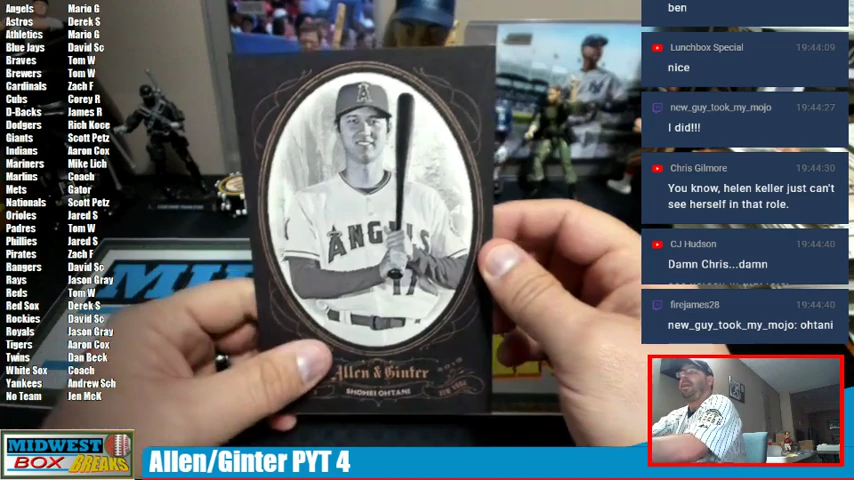 Angels Mario G
Astros Derek S
Athletics Mario G
Blue Jays David Sc
Braves Tom W
Brewers Tom W
Cardinals Zach F
Cubs Corey R
D-Backs James R
Dodgers Rich Koce
Giants Scott Petz
Indians Aaron Cox
Mariners Mike Lich
Marlins Coach
Mets Gator
Nationals Scott Petz
Orioles Jared S
Padres Tom W
Phillies Jared S
Pirates Zach F
Rangers David Sc
Rays Jason Gray
Reds Tom W
Red Sox Derek S
Rockies David Sc
Royals Jason Gray
Tigers Aaron Cox
Twins Dan Beck
White Sox Coach
Yankees Andrew Sch
No Team Jen McK
A
ANGELS
17
Allen & Ginter
SHOHEI OHTANI
ben
Lunchbox Special 19:44:09
nice
new_guy_took_my_mojo 19:44:27
I did!!!
Chris Gilmore 19:44:30
You know, helen keller just can't
see herself in that role.
CJ Hudson 19:44:40
Damn Chris...damn
firejames28 19:44:40
new_guy_took_my_mojo: ohtani
MIDWEST
BOX BREAKS
Allen/Ginter PYT 4